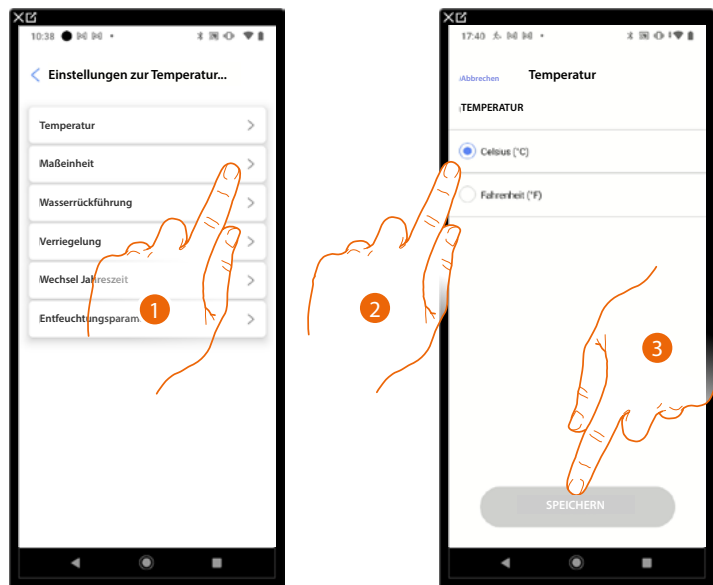 10:38
Einstellungen zur Temperatur...
Temperatur
Maßeinheit
Wasserrückführung
Verriegelung
Wechsel Jahreszeit
Entfeuchtungsparam
1
2
17:40
Abbrechen
Temperatur
TEMPERATUR
Celsius (°C)
Fahrenheit (°F)
3
SPEICHERN